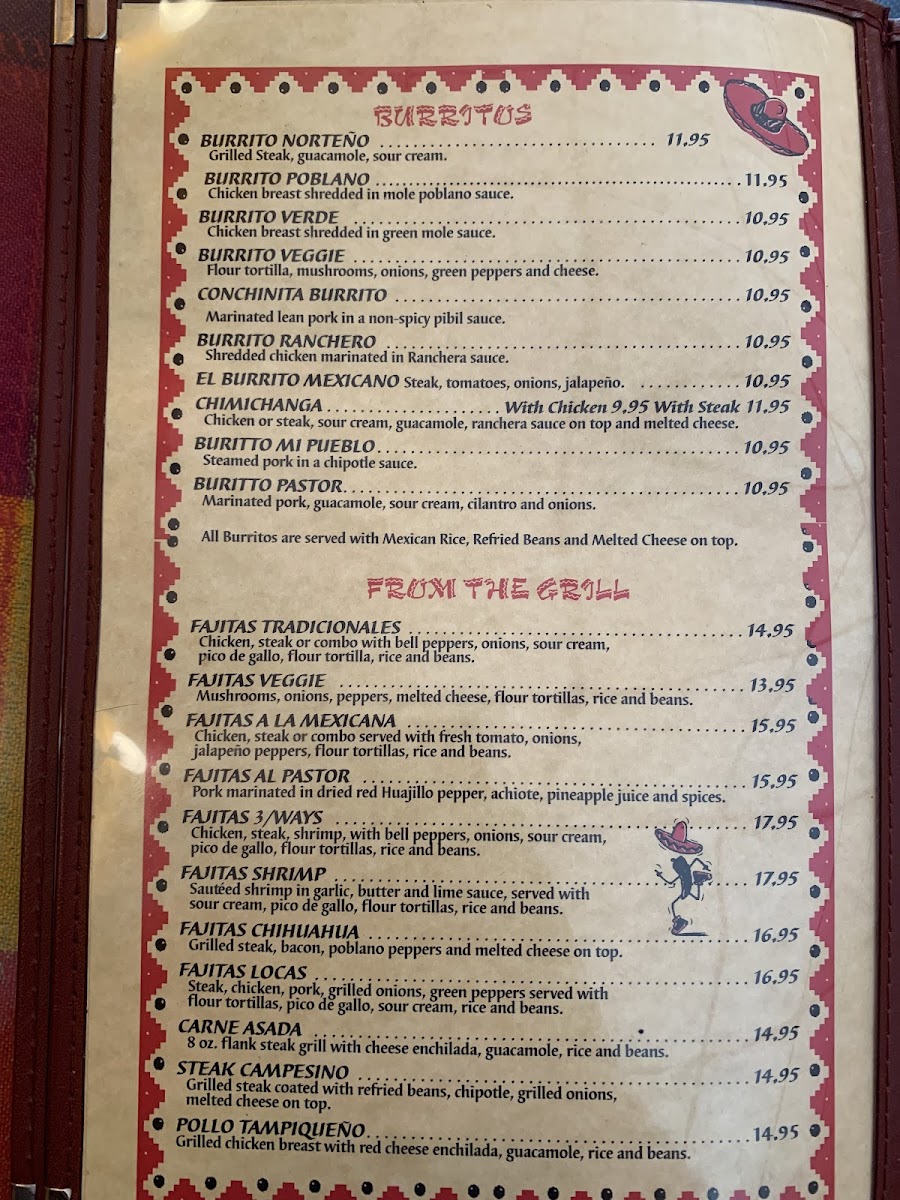 BURRITOS
BURRITO NORTEÑO ................................ 11.95
Grilled Steak, guacamole, sour cream.
BURRITO POBLANO ................................ 11.95
Chicken breast shredded in mole poblano sauce.
BURRITO VERDE ................................ 10.95
Chicken breast shredded in green mole sauce.
BURRITO VEGGIE ................................ 10.95
Flour tortilla, mushrooms, onions, green peppers and cheese.
CONCHINITA BURRITO ................................ 10.95
Marinated lean pork in a non-spicy pibil sauce.
BURRITO RANCHERO ................................ 10.95
Shredded chicken marinated in Ranchera sauce.
EL BURRITO MEXICANO Steak, tomatoes, onions, jalapeño. ............ 10.95
CHIMICHANGA ..................... With Chicken 9.95 With Steak 11.95
Chicken or steak, sour cream, guacamole, ranchera sauce on top and melted cheese.
BURITTO MI PUEBLO ................................ 10.95
Steamed pork in a chipotle sauce.
BURITTO PASTOR ................................ 10.95
Marinated pork, guacamole, sour cream, cilantro and onions.
All Burritos are served with Mexican Rice, Refried Beans and Melted Cheese on top.
FROM THE GRILL
FAJITAS TRADICIONALES ................................ 14.95
Chicken, steak or combo with bell peppers, onions, sour cream,
pico de gallo, flour tortilla, rice and beans.
FAJITAS VEGGIE ................................ 13.95
Mushrooms, onions, peppers, melted cheese, flour tortillas, rice and beans.
FAJITAS A LA MEXICANA ................................ 15.95
Chicken, steak or combo served with fresh tomato, onions,
jalapeño peppers, flour tortillas, rice and beans.
FAJITAS AL PASTOR ................................ 15.95
Pork marinated in dried red Huajillo pepper, achiote, pineapple juice and spices.
FAJITAS 3/WAYS ................................ 17.95
Chicken, steak, shrimp, with bell peppers, onions, sour cream,
pico de gallo, flour tortillas, rice and beans.
FAJITAS SHRIMP ................................ 17.95
Sautéed shrimp in garlic, butter and lime sauce, served with
sour cream, pico de gallo, flour tortillas, rice and beans.
FAJITAS CHIHUAHUA ................................ 16.95
Grilled steak, bacon, poblano peppers and melted cheese on top.
FAJITAS LOCAS ................................ 16.95
Steak, chicken, pork, grilled onions, green peppers served with
flour tortillas, pico de gallo, sour cream, rice and beans.
CARNE ASADA ................................ 14.95
8 oz. flank steak grill with cheese enchilada, guacamole, rice and beans.
STEAK CAMPESINO ................................ 14.95
Grilled steak coated with refried beans, chipotle, grilled onions,
melted cheese on top.
POLLO TAMPIQUEÑO ................................ 14.95
Grilled chicken breast with red cheese enchilada, guacamole, rice and beans.